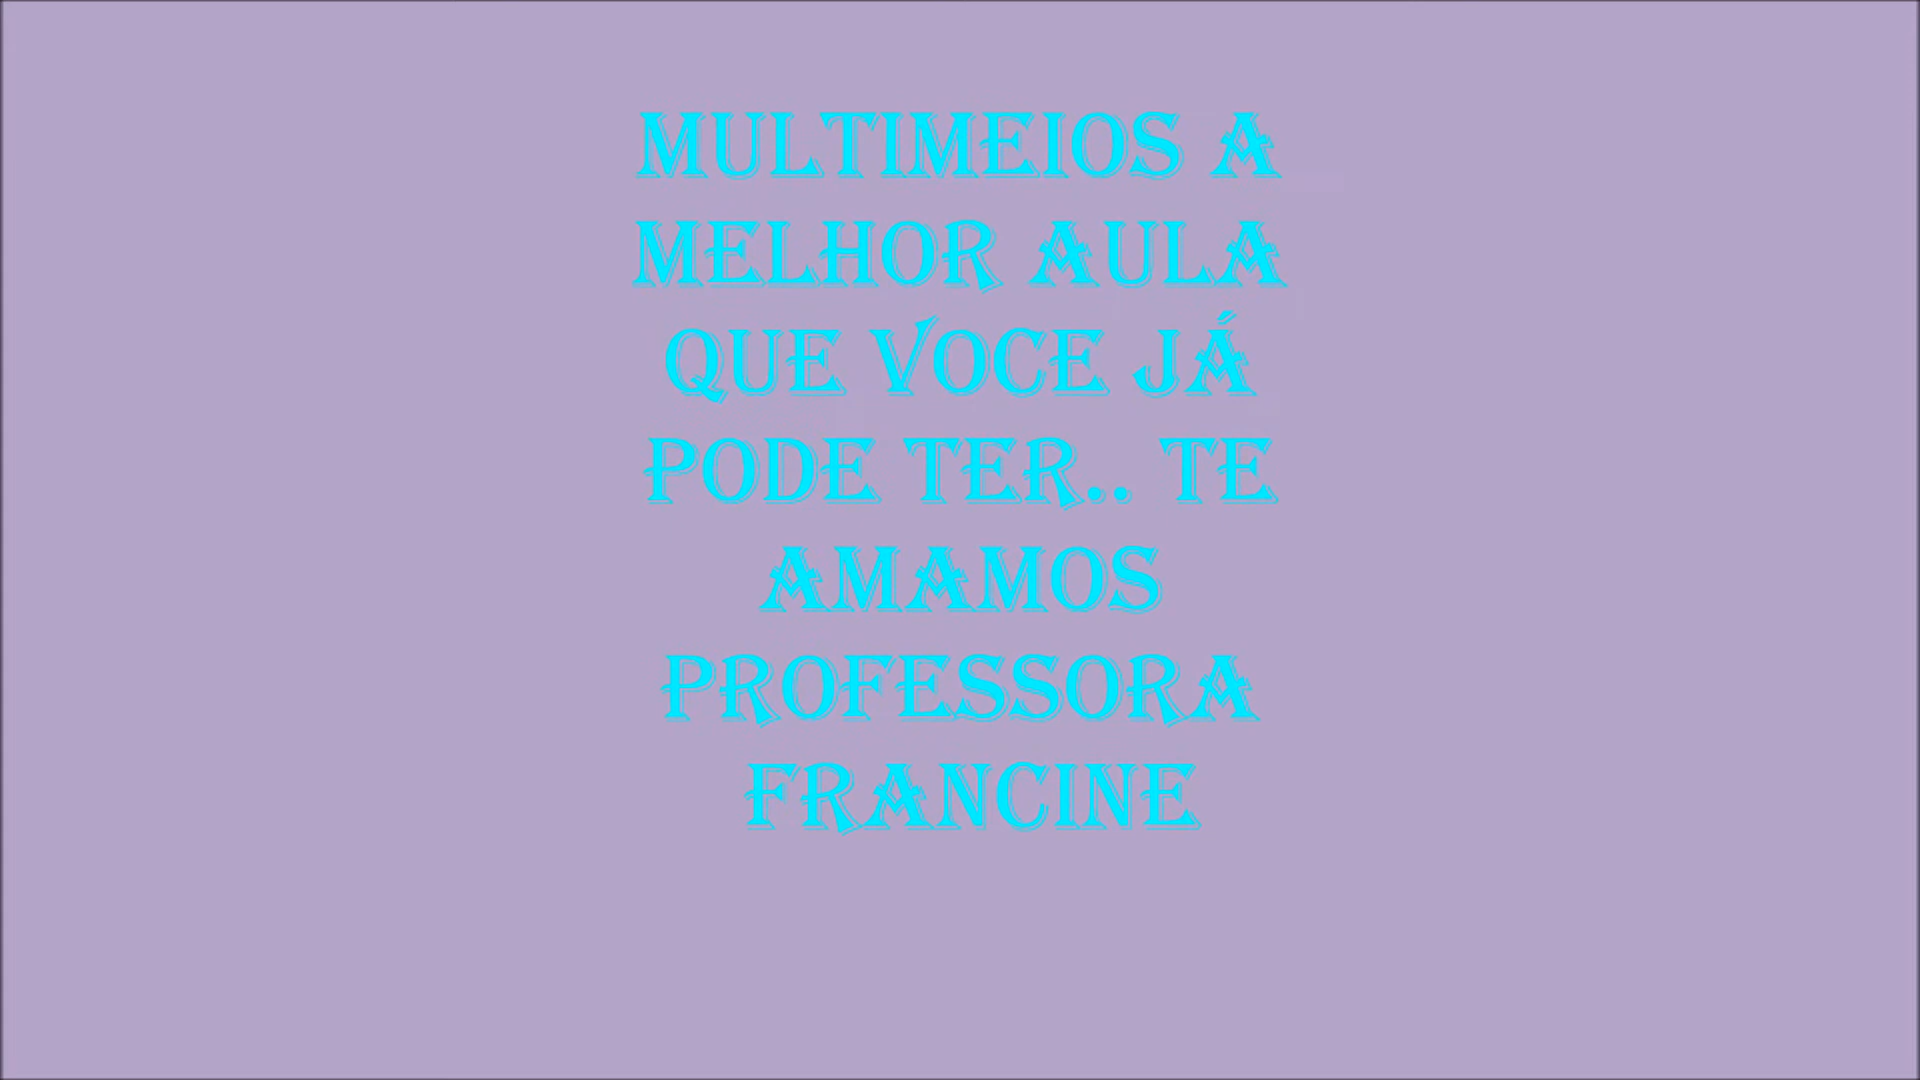 MULTIMEIOS A
MELHOR AULA
QUE VOCE JÁ
PODE TER.. TE
AMAMOS
PROFESSORA
FRANCINE